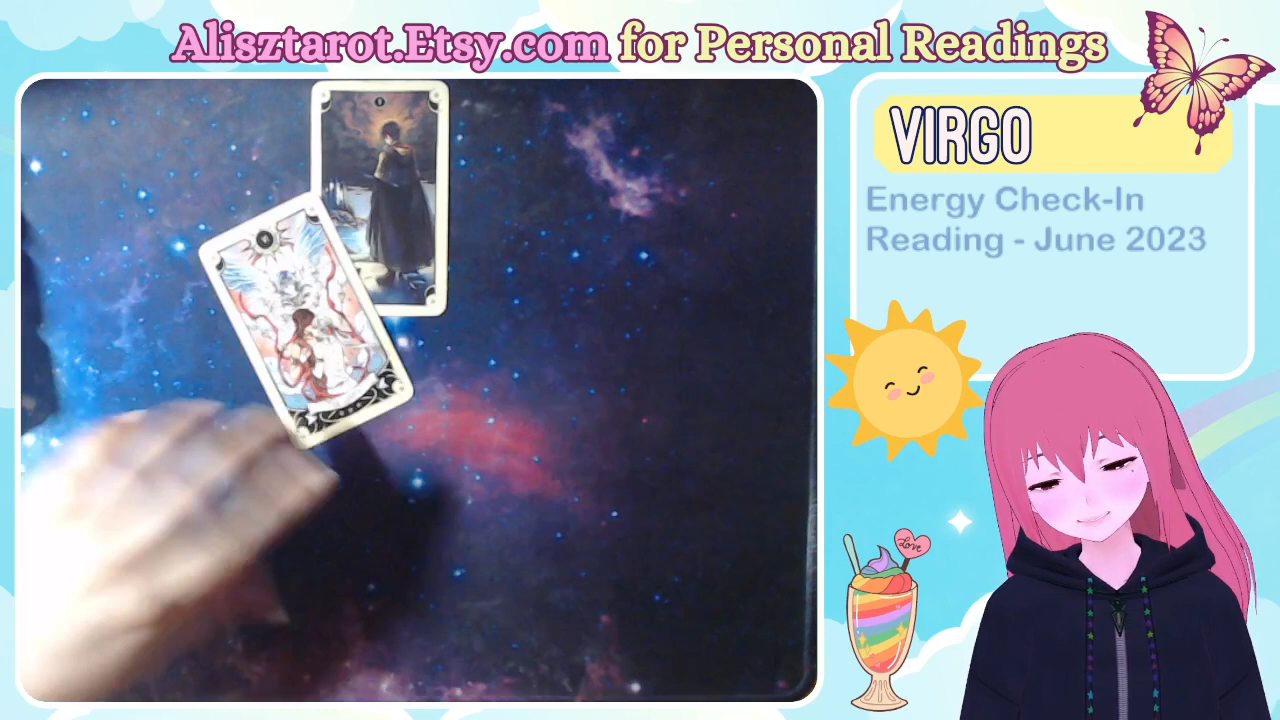 Alisztarot.Etsy.com for Personal Readings
VIRGO
Energy Check-In
Reading - June 2023
Love